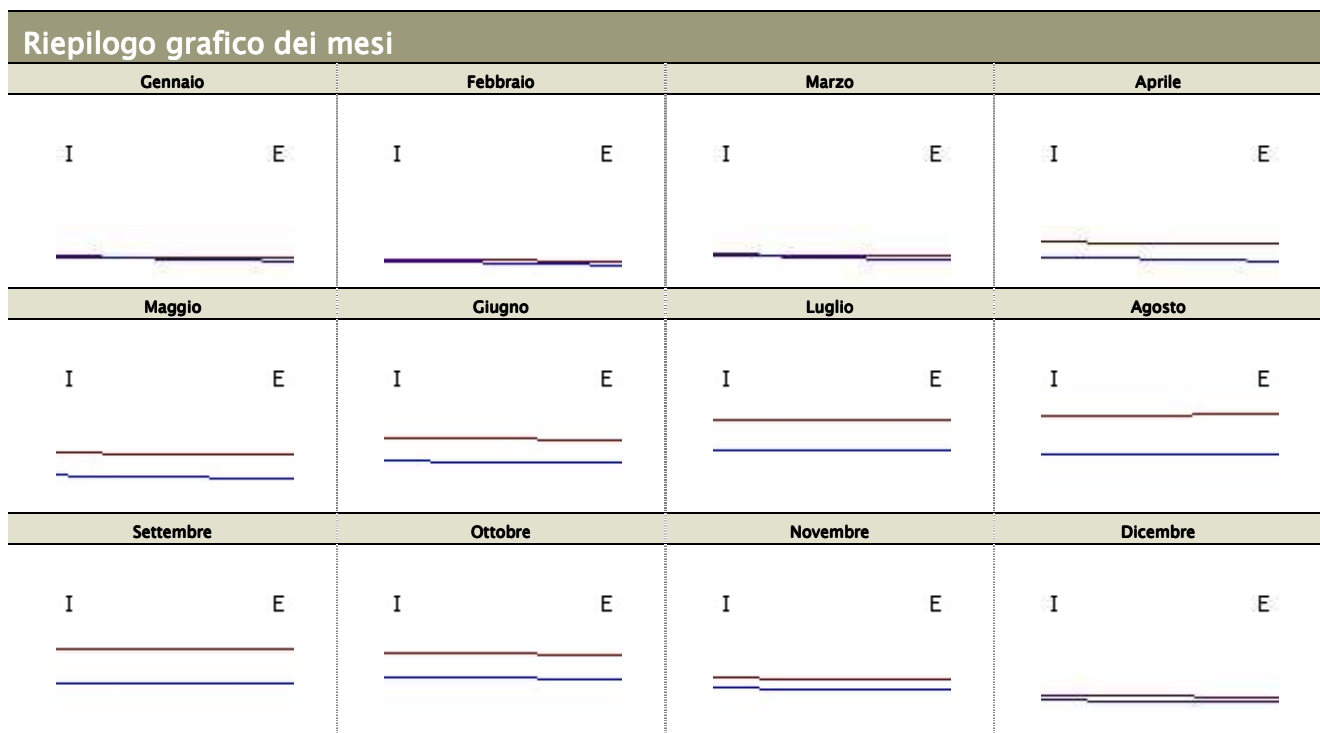 Riepilogo grafico dei mesi
Gennaio Febbraio Marzo Aprile
I E I E I E I E
Maggio Giugno Luglio Agosto
I E I E I E I E
Settembre Ottobre Novembre Dicembre
I E I E I E I E